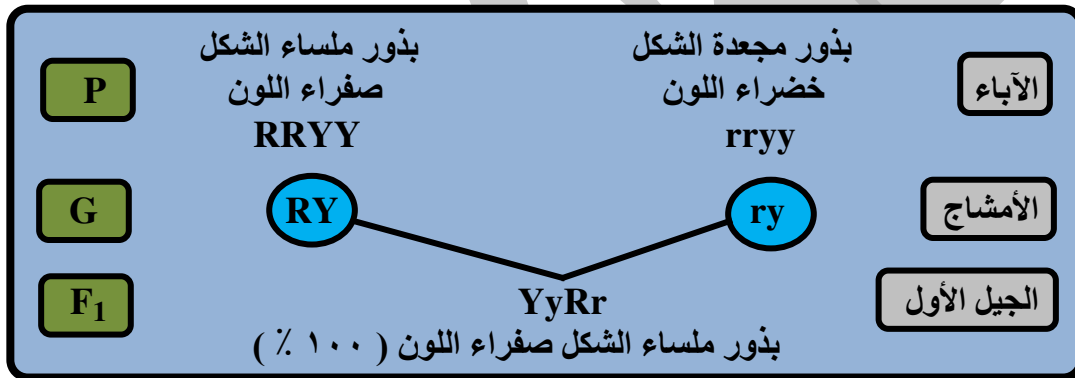 بذور مجعدة الشكل
خضراء اللون
rryy
بذور ملساء الشكل
صفراء اللون
RRYY
الآباء
P
الأمشاج
ry
RY
G
الجيل الأول
YyRr
F1
بذور ملساء الشكل صفراء اللون ( ١٠٠ ٪ )